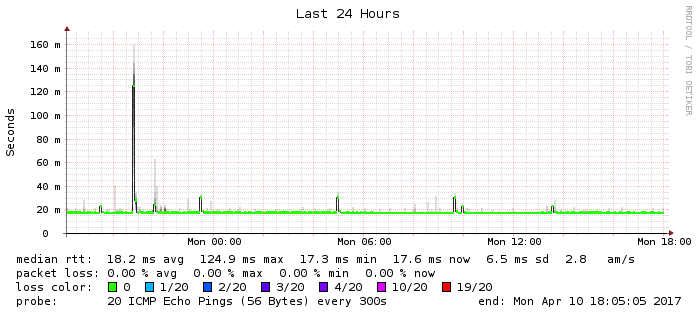 Last 24 Hours
RRDTOOL / TOBI OETIKER
Seconds
160 m
140 m
120 m
100 m
80 m
60 m
40 m
20 m
0
Mon 00:00 Mon 06:00 Mon 12:00 Mon 18:00
median rtt: 18.2 ms avg 124.9 ms max 17.3 ms min 17.6 ms now 6.5 ms sd 2.8 am/s
packet loss: 0.00 % avg 0.00 % max 0.00 % min 0.00 % now
loss color: 0 1/20 2/20 3/20 4/20 10/20 19/20
probe: 20 ICMP Echo Pings (56 Bytes) every 300s end: Mon Apr 10 18:05:05 2017